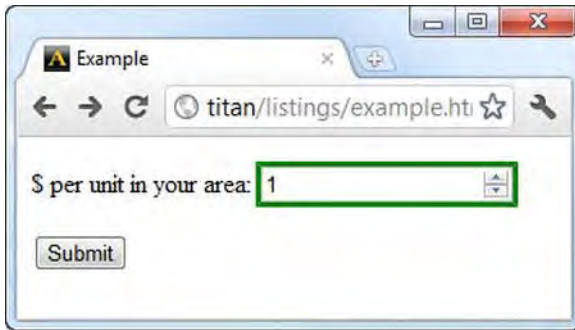 Example
titan/listings/example.ht
$ per unit in your area: 1
Submit